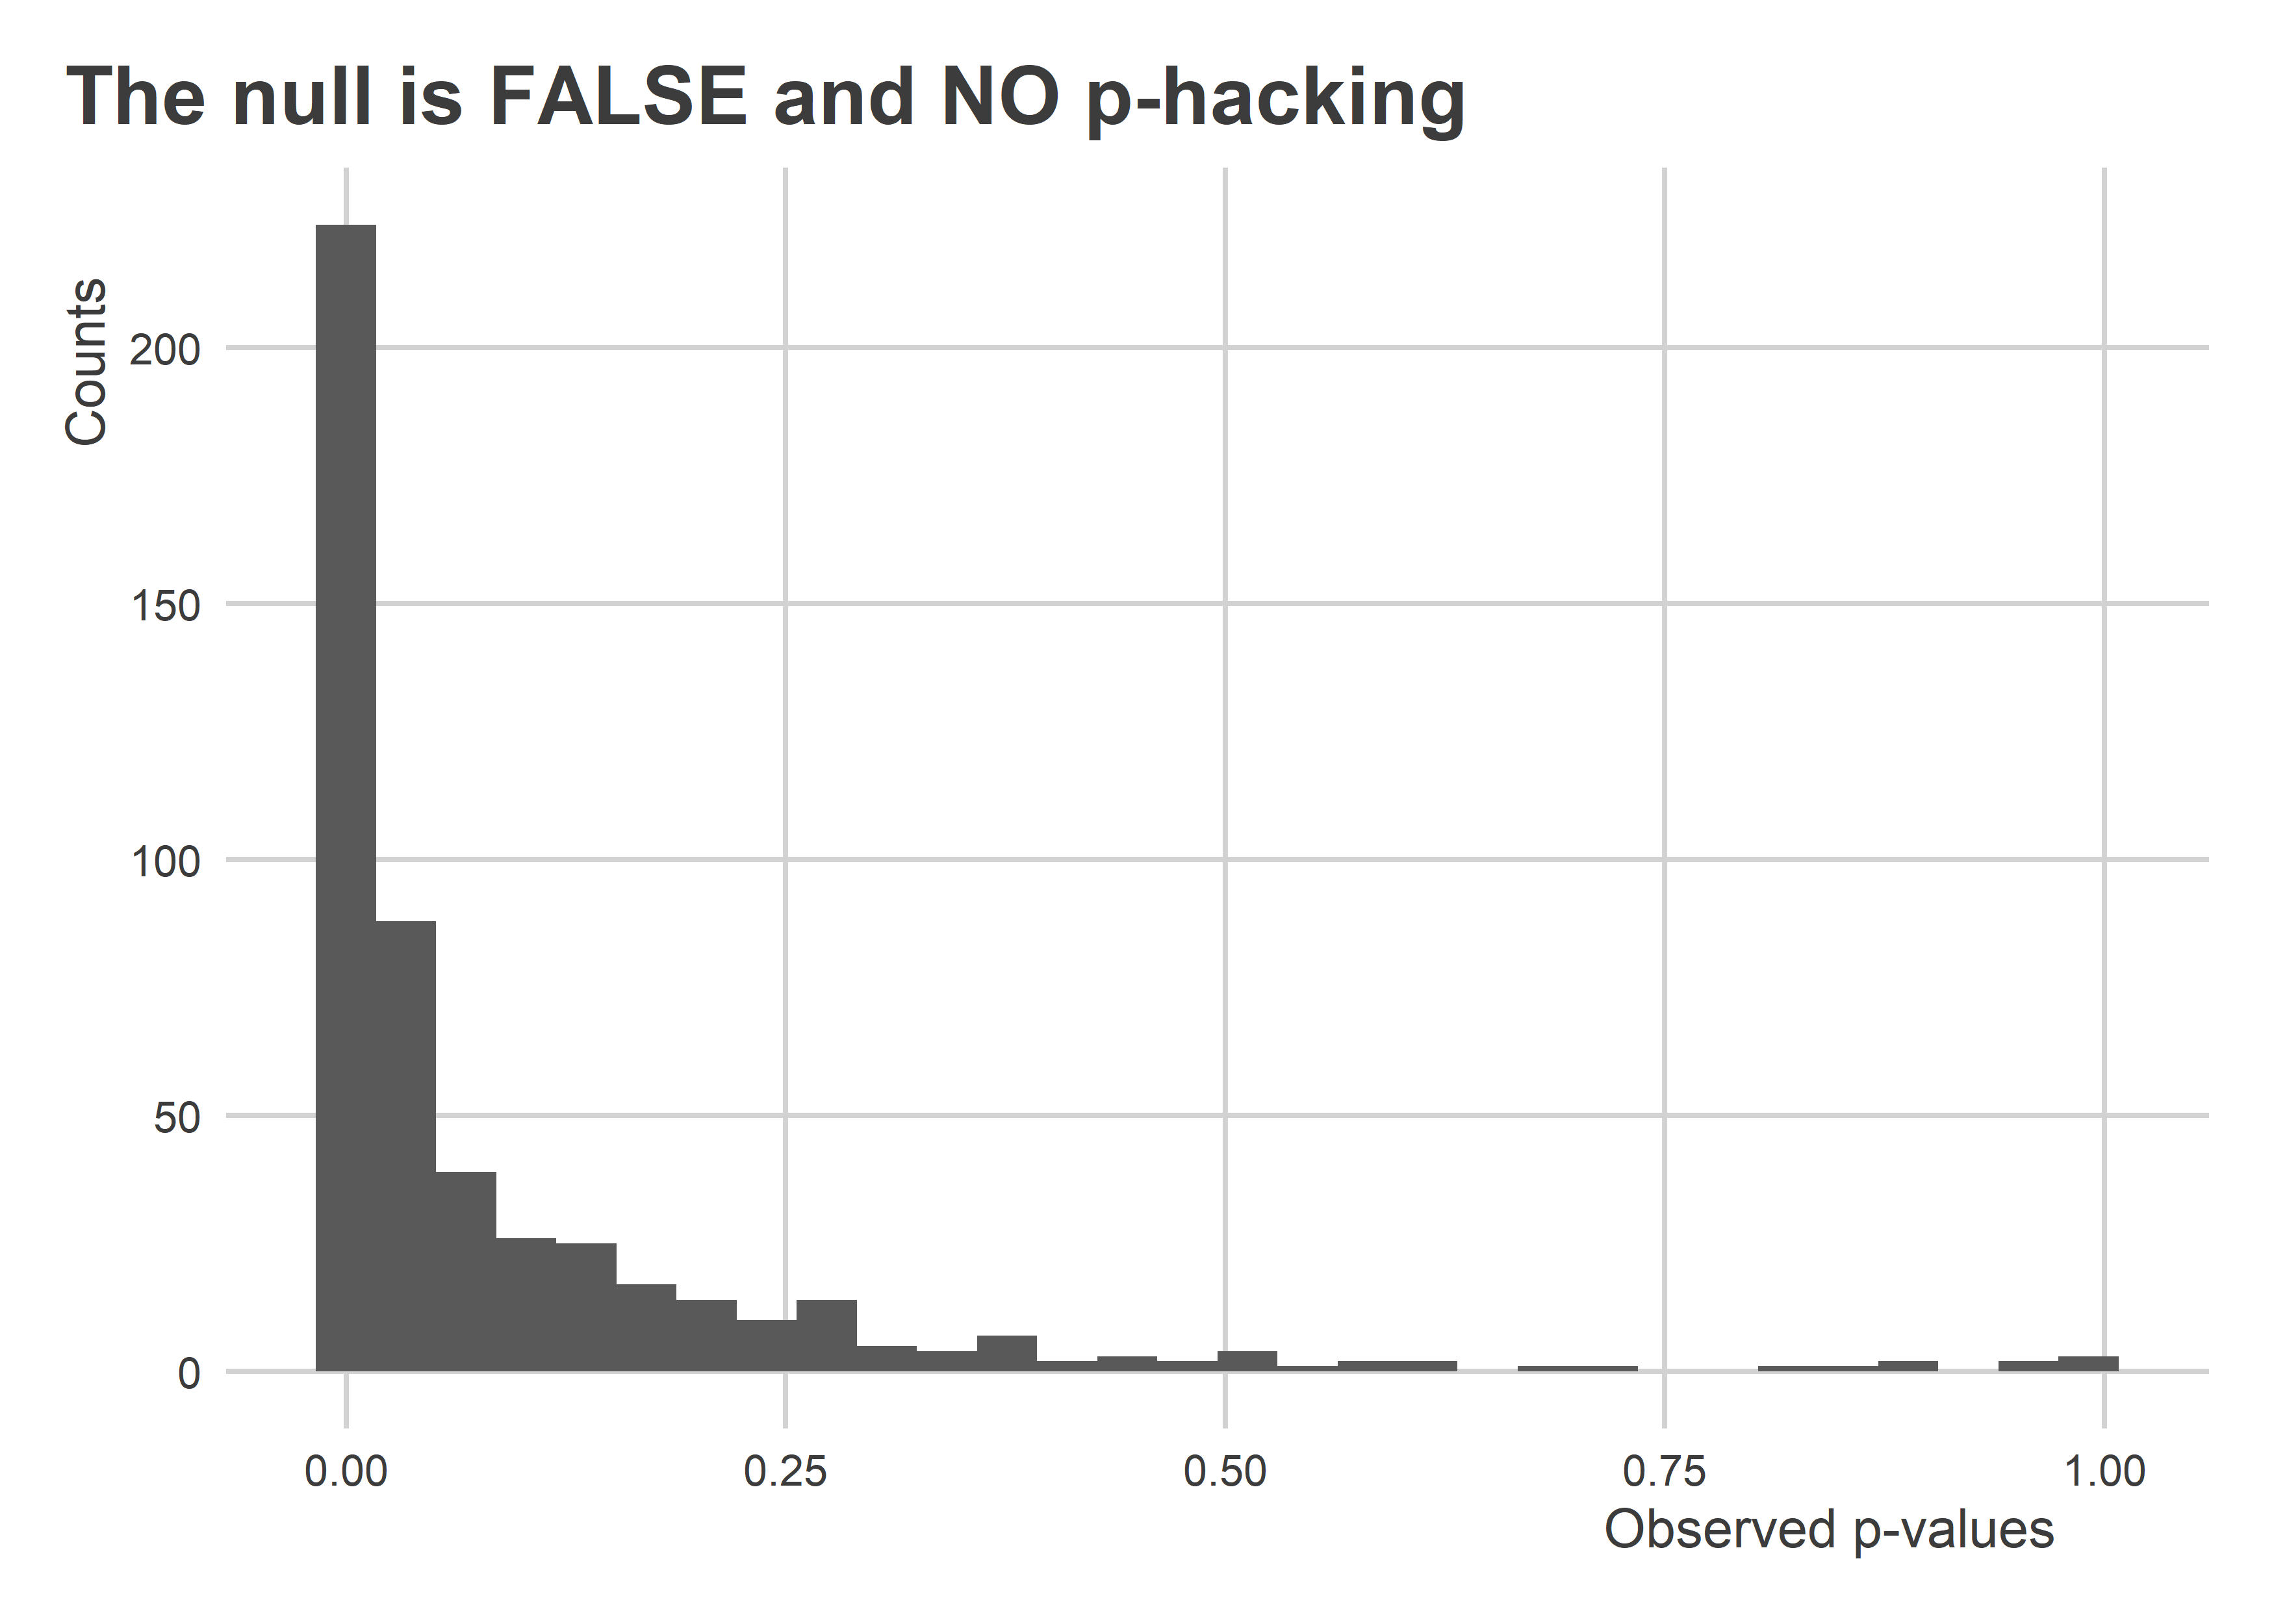 The null is FALSE and NO p-hacking
Counts
200
150
100
50
0
0.00 0.25 0.50 0.75 1.00
Observed p-values